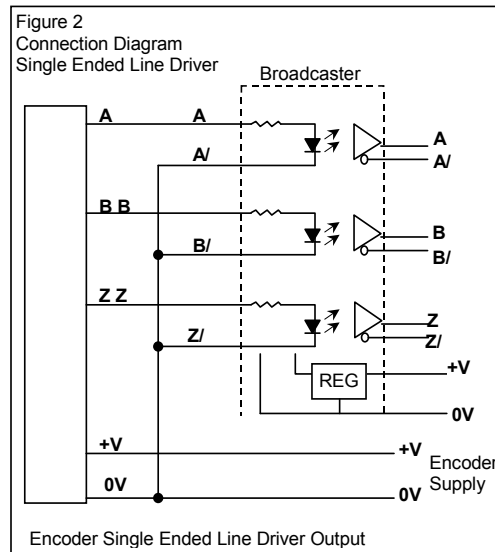 Figure 2
Connection Diagram
Single Ended Line Driver
Broadcaster
A A A
A/ A/
B B B
B/ B/
Z Z Z
Z/ Z/
REG +V
0V
+V +V
Encoder
Supply
0V 0V
Encoder Single Ended Line Driver Output